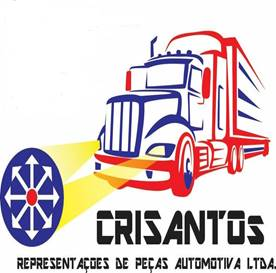 CRISANTOS
REPRESENTAÇÕES DE PEÇAS AUTOMOTIVA LTDA.